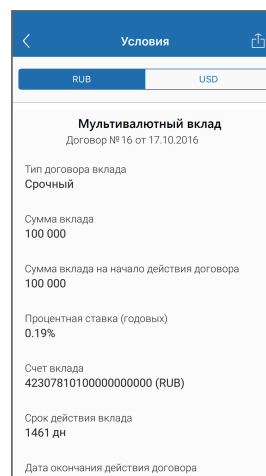 Условия
RUB
USD
Мультивалютный вклад
Договор № 16 от 17.10.2016
Тип договора вклада
Срочный
Сумма вклада
100 000
Сумма вклада на начало действия договора
100 000
Процентная ставка (годовых)
0.19%
Счет вклада
42307810100000000000 (RUB)
Срок действия вклада
1461 дн
Дата окончания действия договора